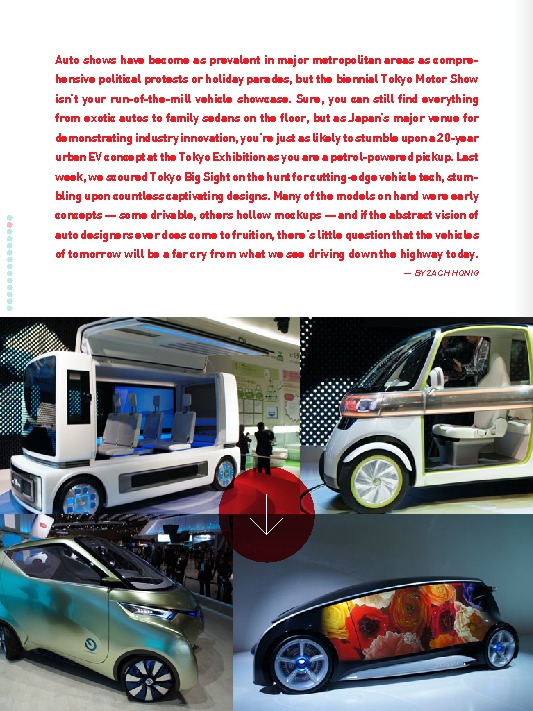 Auto shows have become as prevalent in major metropolitan areas as compre-
hensive political protests or holiday parades, but the biennial Tokyo Motor Show
isn't your run-of-the-mill vehicle showcase. Sure, you can still find everything
from exotic autos to family sedans on the floor, but as Japan's major venue for
demonstrating industry innovation, you're just as likely to stumble upon a 20-year
urban EV concept at the Tokyo Exhibition as you are a petrol-powered pickup. Last
week, we scoured Tokyo Big Sight on the hunt for cutting-edge vehicle tech, stum-
bling upon countless captivating designs. Many of the models on hand were early
concepts — some drivable, others hollow mockups — and if the abstract vision of
auto designers ever does come to fruition, there's little question that the vehicles
of tomorrow will be a far cry from what we see driving down the highway today.
— BY ZACH HONIG